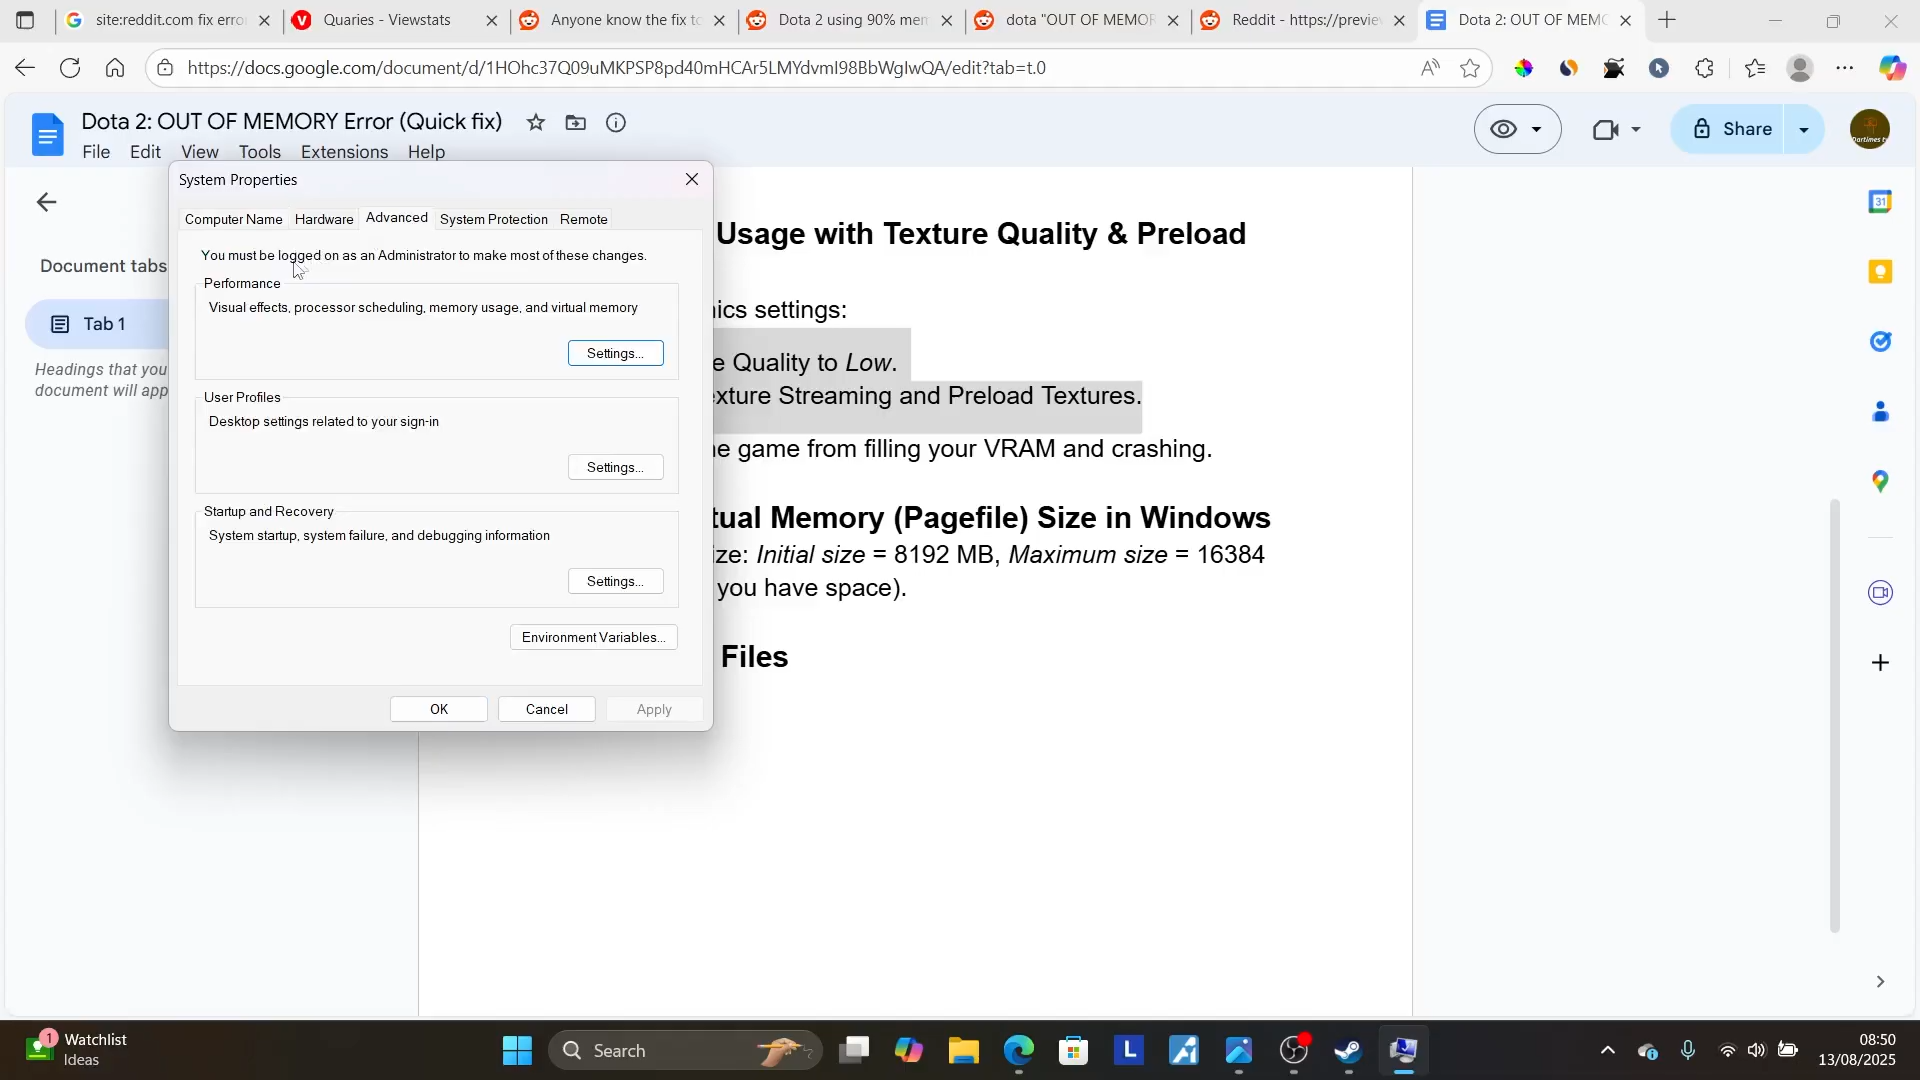 site:reddit.com fix erro
Quaries - Viewstats
Anyone know the fix to
Dota 2 using 90% mem
dota "OUT OF MEMOR
Reddit - https://previe
Dota 2: OUT OF MEMO
https://docs.google.com/document/d/1HOhc37Q09uMKPSP8pd40mHCAr5LMYdvml98BbWglwQA/edit?tab=t.0
Dota 2: OUT OF MEMORY Error (Quick fix)
File Edit View Tools Extensions Help
Share
Document tabs
Tab 1
Headings that you
document will app
System Properties
Computer Name Hardware Advanced System Protection Remote
You must be logged on as an Administrator to make most of these changes.
Performance
Visual effects, processor scheduling, memory usage, and virtual memory
Settings...
User Profiles
Desktop settings related to your sign-in
Settings...
Startup and Recovery
System startup, system failure, and debugging information
Settings...
Environment Variables...
OK Cancel Apply
Usage with Texture Quality & Preload
ics settings:
e Quality to Low.
xture Streaming and Preload Textures.
e game from filling your VRAM and crashing.
tual Memory (Pagefile) Size in Windows
ize: Initial size = 8192 MB, Maximum size = 16384
you have space).
Files
31
1
Watchlist
Ideas
Search
L
08:50
13/08/2025